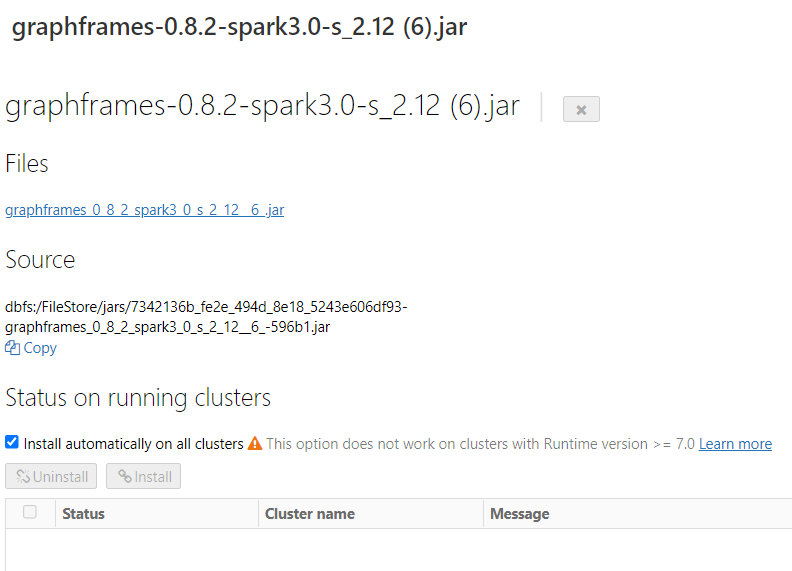 graphframes-0.8.2-spark3.0-s_2.12 (6).jar
graphframes-0.8.2-spark3.0-s_2.12 (6).jar
Files
graphframes_0_8_2_spark3_0_s_2_12__6_.jar
Source
dbfs:/FileStore/jars/7342136b_fe2e_494d_8e18_5243e606df93-
graphframes_0_8_2_spark3_0_s_2_12__6_-596b1.jar
Copy
Status on running clusters
Install automatically on all clusters This option does not work on clusters with Runtime version >= 7.0 Learn more
Uninstall Install
Status Cluster name Message